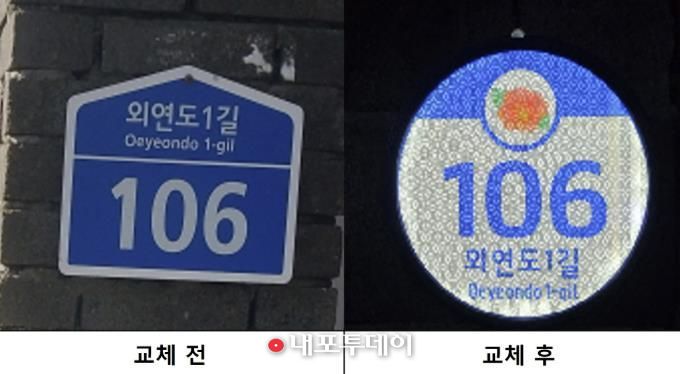 외연도1길
Oeyeondo 1-gil
106
106
외연도1길
Oeyeondo 1-gil
교체 전
내포투데이
교체 후